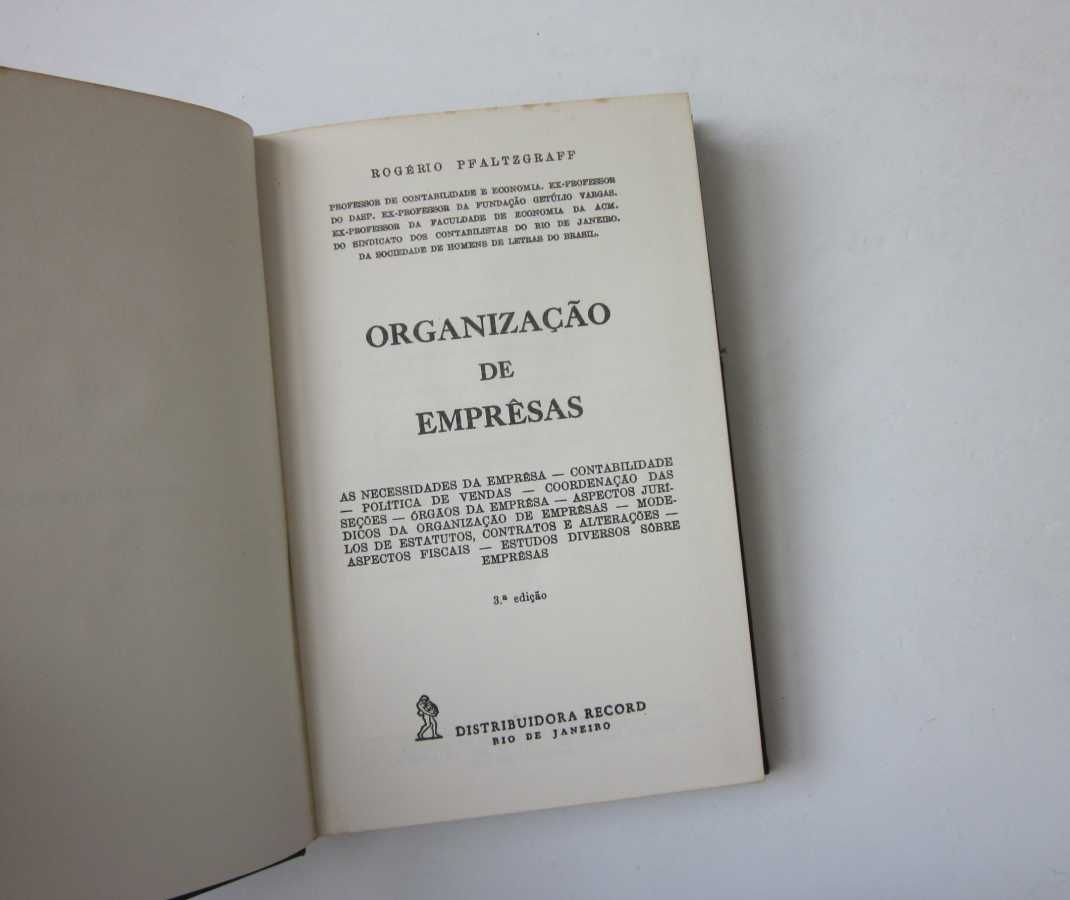 ROGÉRIO PFALTZGRAFF
PROFESSOR DE CONTABILIDADE E ECONOMIA. EX-PROFESSOR
DO DASP. EX-PROFESSOR DA FUNDAÇÃO GETÚLIO VARGAS.
EX-PROFESSOR DA FACULDADE DE ECONOMIA DA ACM.
DO SINDICATO DOS CONTABILISTAS DO RIO DE JANEIRO.
DA SOCIEDADE DE HOMENS DE LETRAS DO BRASIL.
ORGANIZAÇÃO
DE
EMPRÊSAS
AS NECESSIDADES DA EMPRÊSA — CONTABILIDADE
— POLÍTICA DE VENDAS — COORDENAÇÃO DAS
SEÇÕES — ÓRGÃOS DA EMPRÊSA — ASPECTOS JURÍ-
DICOS DA ORGANIZAÇÃO DE EMPRÊSAS — MODE-
LOS DE ESTATUTOS, CONTRATOS E ALTERAÇÕES —
ASPECTOS FISCAIS — ESTUDOS DIVERSOS SÔBRE
EMPRÊSAS
3.ª edição
DISTRIBUIDORA RECORD
RIO DE JANEIRO